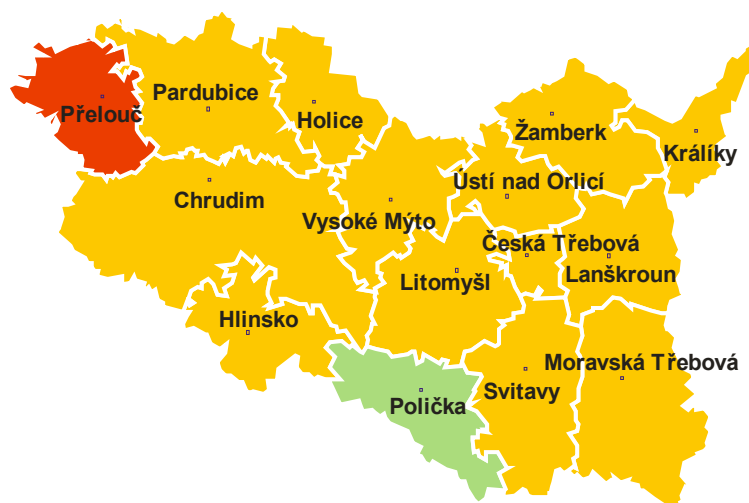 Přelouč
Pardubice
Holice
Žamberk
Králíky
Chrudim
Ústí nad Orlicí
Vysoké Mýto
Česká Třebová
Litomyšl
Lanškroun
Hlinsko
Moravská Třebová
Svitavy
Polička